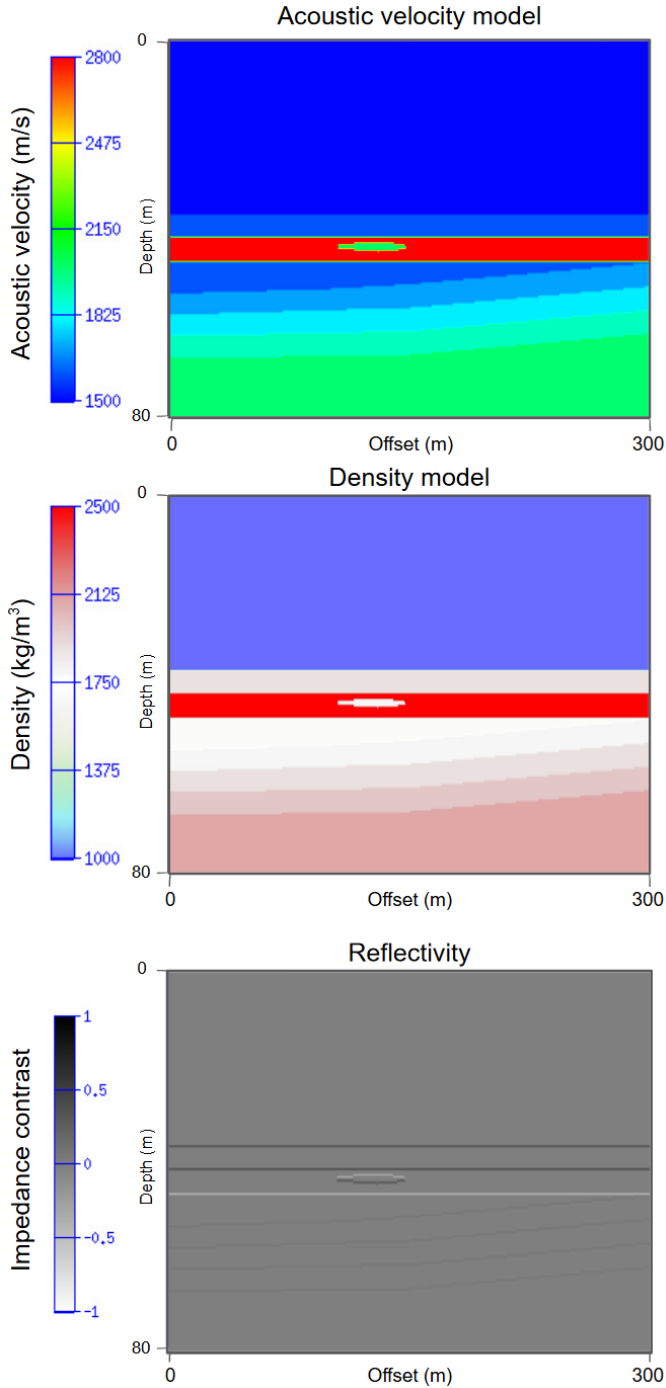 Acoustic velocity model
Acoustic velocity (m/s)
2800
2475
2150
1825
1500
0
Depth (m)
80
0
Offset (m)
300
Density model
Density (kg/m³)
2500
2125
1750
1375
1000
0
Depth (m)
80
0
Offset (m)
300
Reflectivity
Impedance contrast
1
0.5
0
-0.5
-1
0
Depth (m)
80
0
Offset (m)
300